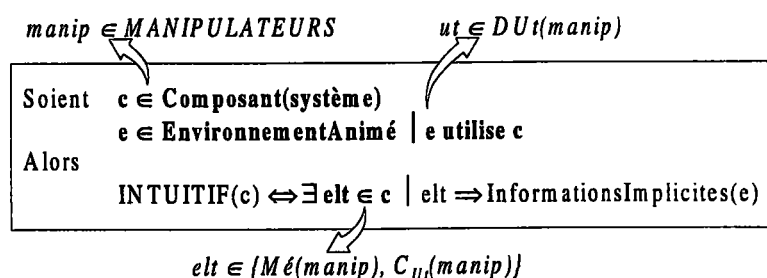 manip ∈ MANIPULATEURS ut ∈ DUt(manip)
Soient c ∈ Composant(système)
e ∈ EnvironnementAnimé | e utilise c
Alors
INTUITIF(c) ⇔ ∃ elt ∈ c | elt ⇒ InformationsImplicites(e)
elt ∈ {Mé(manip), C_Ut(manip)}